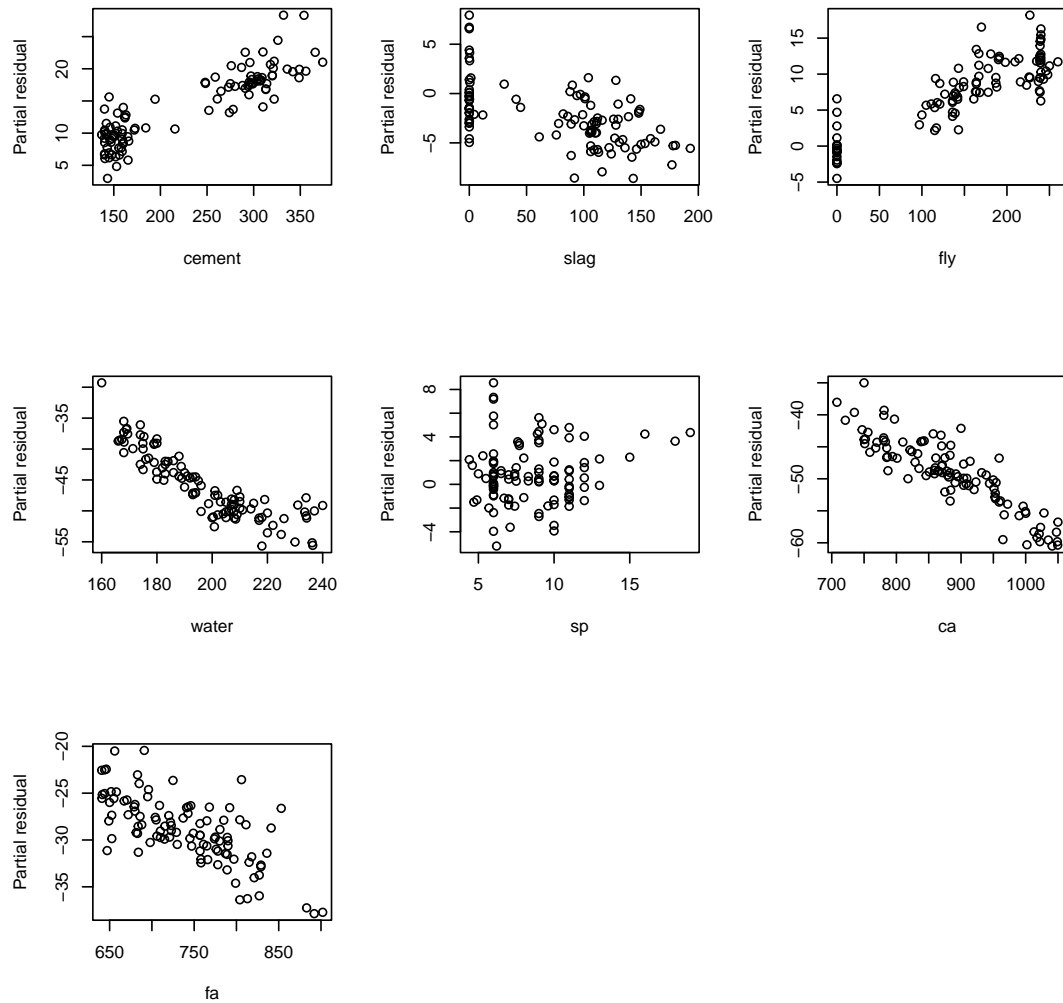 Partial residual
5 10 20
150 200 250 300 350
cement
Partial residual
−5 0 5
0 50 100 150 200
slag
Partial residual
−5 0 5 10 15
0 50 100 200
fly
Partial residual
−55 −45 −35
160 180 200 220 240
water
Partial residual
−4 0 4 8
5 10 15
sp
Partial residual
−60 −50 −40
700 800 900 1000
ca
Partial residual
−35 −30 −25 −20
650 750 850
fa